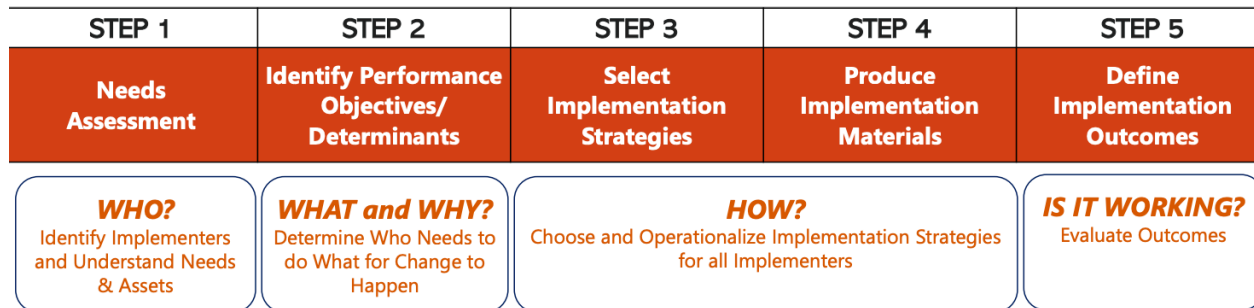 STEP 1
STEP 2
STEP 3
STEP 4
STEP 5
Needs
Assessment
Identify Performance
Objectives/
Determinants
Select
Implementation
Strategies
Produce
Implementation
Materials
Define
Implementation
Outcomes
WHO?
Identify Implementers
and Understand Needs
& Assets
WHAT and WHY?
Determine Who Needs to
do What for Change to
Happen
HOW?
Choose and Operationalize Implementation Strategies
for all Implementers
IS IT WORKING?
Evaluate Outcomes